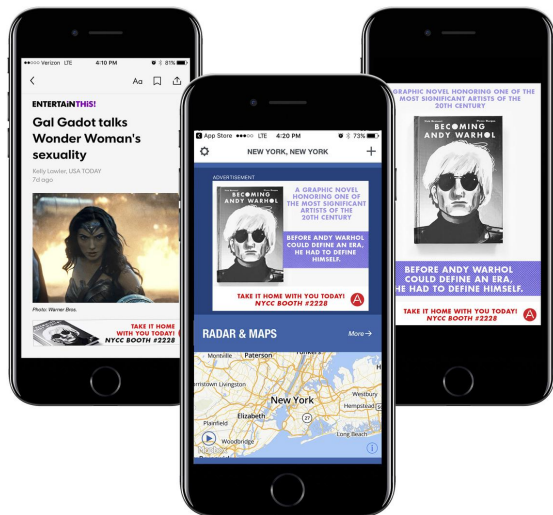 ●●○○○ Verizon LTE 4:10 PM 81%
Aa
ENTERTAiNTHiS!
Gal Gadot talks
Wonder Woman's
sexuality
Kelly Lawler, USA TODAY
7d ago
Photo: Warner Bros.
TAKE IT HOME
WITH YOU TODAY!
NYCC BOOTH #2228
App Store ●●●○○ LTE 4:20 PM 73%
NEW YORK, NEW YORK
ADVERTISEMENT
BECOMING
ANDY WARHOL
A GRAPHIC NOVEL
HONORING ONE OF
THE MOST SIGNIFICANT
ARTISTS OF THE
20TH CENTURY
BEFORE ANDY WARHOL
COULD DEFINE AN ERA,
HE HAD TO DEFINE
HIMSELF.
TAKE IT HOME WITH YOU TODAY!
NYCC BOOTH #2228
A
RADAR & MAPS More →
Montville Paterson Yonkers
Livingston
New York
Westbury
Hempstead
Elizabeth
27
Plainfield
Long Beach
Woodbridge
mapbox
GRAPHIC NOVEL HONORING ONE OF THE
MOST SIGNIFICANT ARTISTS OF THE
20TH CENTURY
BECOMING
ANDY WARHOL
BEFORE ANDY WARHOL
COULD DEFINE AN ERA,
HE HAD TO DEFINE HIMSELF.
TAKE IT HOME WITH YOU TODAY!
NYCC BOOTH #2228
A